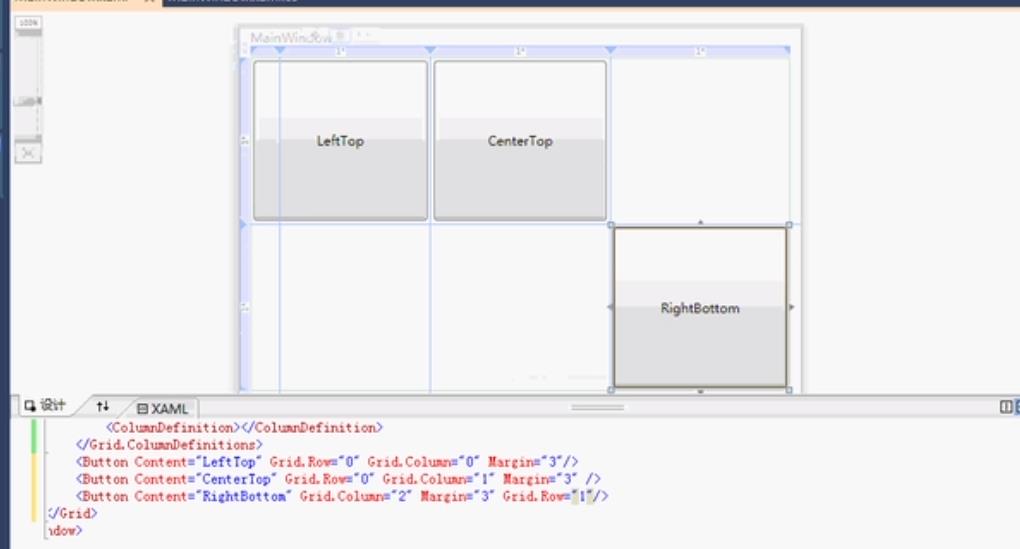 100%
MainWindow
1*
1*
1*
LeftTop
CenterTop
RightBottom
设计
XAML
<ColumnDefinition></ColumnDefinition>
</Grid.ColumnDefinitions>
<Button Content="LeftTop" Grid.Row="0" Grid.Column="0" Margin="3"/>
<Button Content="CenterTop" Grid.Row="0" Grid.Column="1" Margin="3" />
<Button Content="RightBottom" Grid.Column="2" Margin="3" Grid.Row="1"/>
/Grid>
ndow>